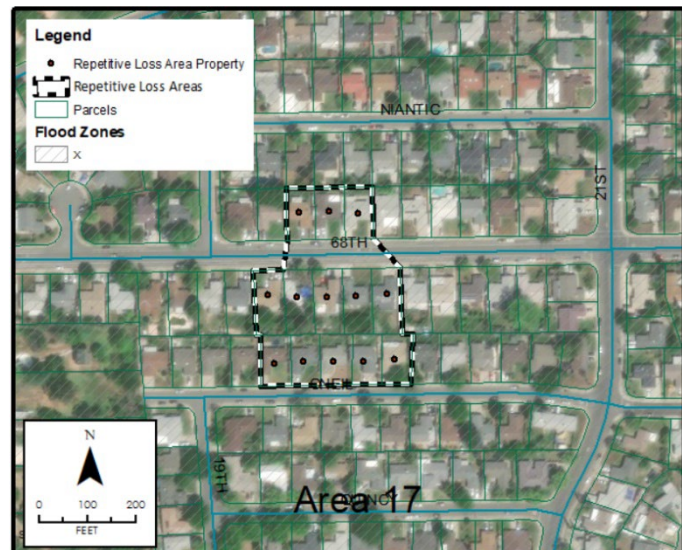 Legend
Repetitive Loss Area Property
Repetitive Loss Areas
Parcels
Flood Zones
X
NIANTIC
21ST
68TH
ONEIL
19TH
Area 17
N
0 100 200
FEET